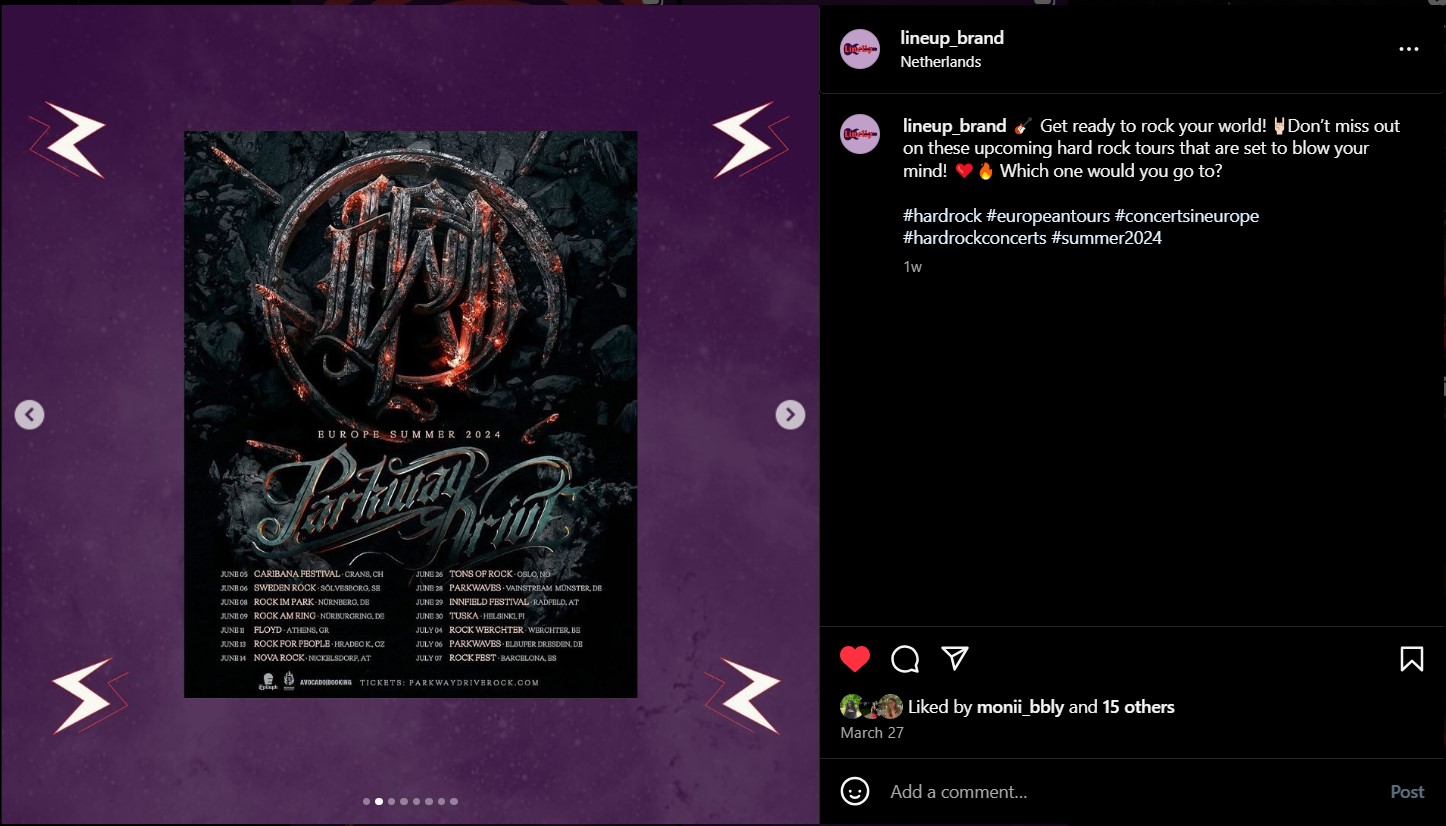 EUROPE SUMMER 2024
Parkway Drive
JUNE 05 CARIBANA FESTIVAL · CRANS, CH
JUNE 06 SWEDEN ROCK · SÖLVESBORG, SE
JUNE 08 ROCK IM PARK · NÜRNBERG, DE
JUNE 09 ROCK AM RING · NÜRBURGRING, DE
JUNE 11 FLOYD · ATHENS, GR
JUNE 13 ROCK FOR PEOPLE · HRADEC K., CZ
JUNE 14 NOVA ROCK · NICKELSDORF, AT
JUNE 26 TONS OF ROCK · OSLO, NO
JUNE 28 PARKWAVES · VAINSTREAM MÜNSTER, DE
JUNE 29 INNFIELD FESTIVAL · RADFELD, AT
JUNE 30 TUSKA · HELSINKI, FI
JULY 04 ROCK WERCHTER · WERCHTER, BE
JULY 06 PARKWAVES · ELBUFER DRESDEN, DE
JULY 07 ROCK FEST · BARCELONA, ES
Epitaph AVOCADO|BOOKING TICKETS: PARKWAYDRIVEROCK.COM
lineup_brand
Netherlands
lineup_brand 🎸 Get ready to rock your world! 🤘🏻Don’t miss out
on these upcoming hard rock tours that are set to blow your
mind! ❤️🔥 Which one would you go to?
#hardrock #europeantours #concertsineurope
#hardrockconcerts #summer2024
1w
Liked by monii_bbly and 15 others
March 27
Add a comment...
Post